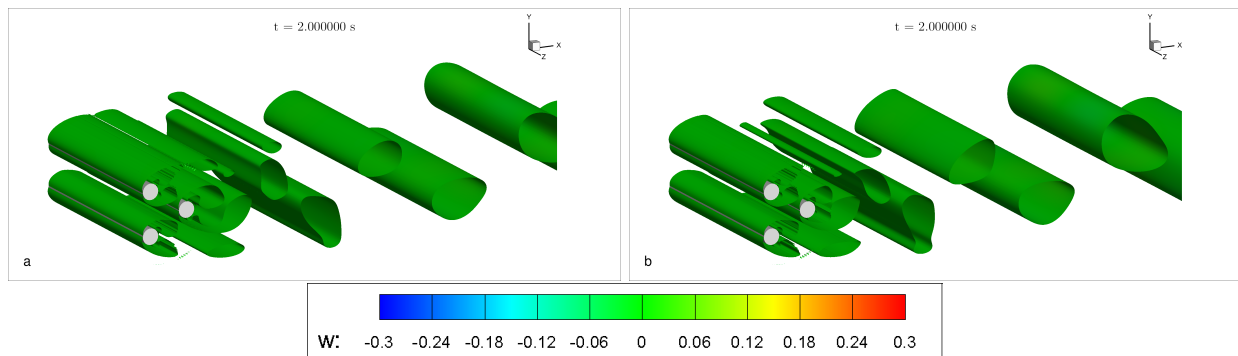 t = 2.000000 s
Y
X
Z
a
t = 2.000000 s
Y
X
Z
b
w: -0.3 -0.24 -0.18 -0.12 -0.06 0 0.06 0.12 0.18 0.24 0.3